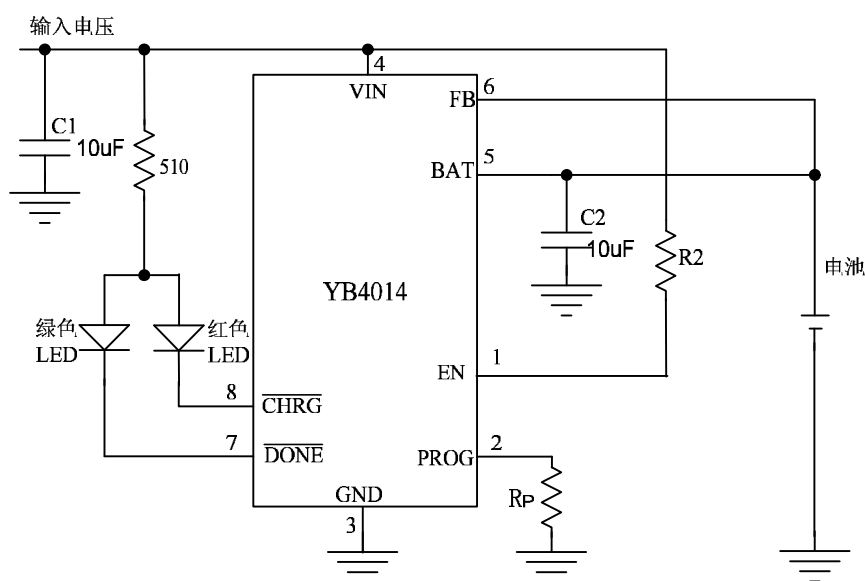 输入电压
4
VIN
FB
6
C1
10uF
510
BAT
5
C2
10uF
R2
电池
YB4014
绿色
LED
红色
LED
EN
1
8
CHRG
7
DONE
PROG
2
GND
3
RP